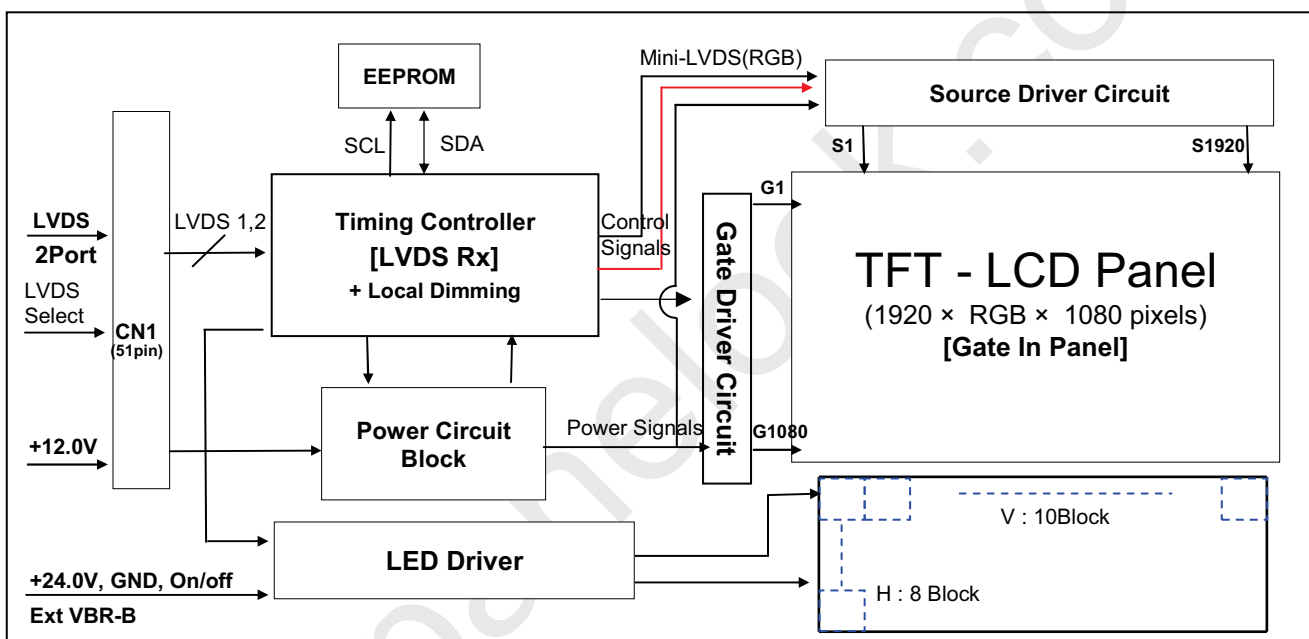 EEPROM
SCL
SDA
Mini-LVDS(RGB)
Source Driver Circuit
S1
S1920
LVDS
2Port
LVDS
Select
+12.0V
CN1
(51pin)
LVDS 1,2
Timing Controller
[LVDS Rx]
+ Local Dimming
Control
Signals
Gate Driver Circuit
G1
G1080
TFT - LCD Panel
(1920 × RGB × 1080 pixels)
[Gate In Panel]
Power Circuit
Block
Power Signals
LED Driver
+24.0V, GND, On/off
Ext VBR-B
V : 10Block
H : 8 Block